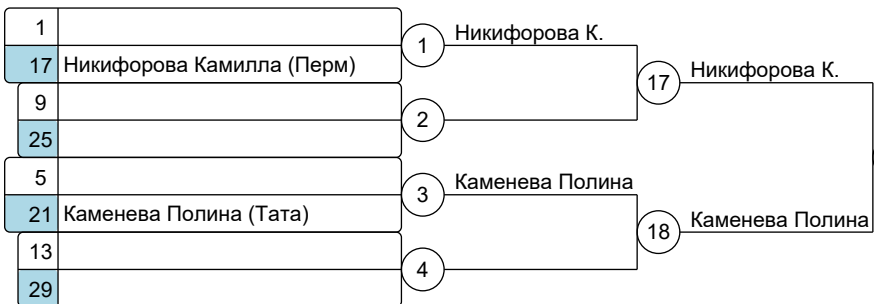 1
17 Никифорова Камилла (Перм)
9
25
5
21 Каменева Полина (Тата)
13
29
1 Никифорова К.
2
3 Каменева Полина
4
17 Никифорова К.
18 Каменева Полина